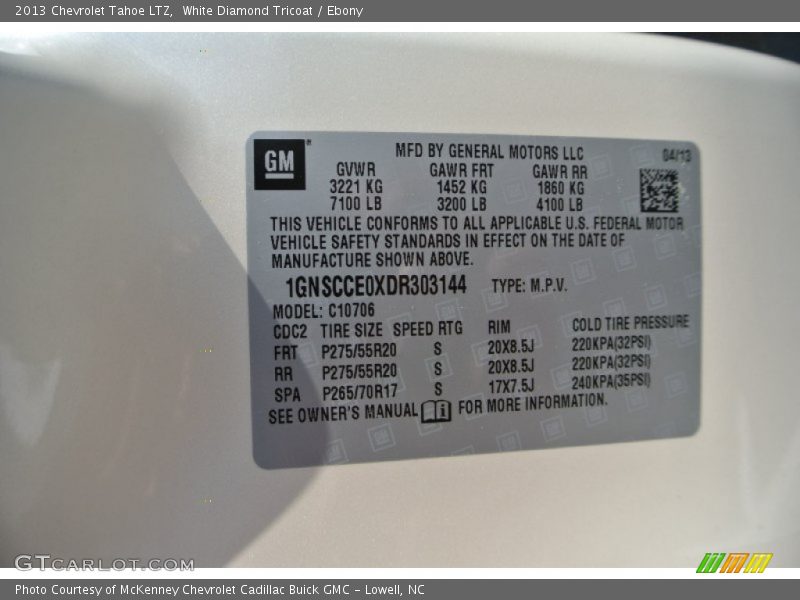 2013 Chevrolet Tahoe LTZ,  White Diamond Tricoat / Ebony
GM®
MFD BY GENERAL MOTORS LLC 04/13
GVWR GAWR FRT GAWR RR
3221 KG 1452 KG 1860 KG
7100 LB 3200 LB 4100 LB
THIS VEHICLE CONFORMS TO ALL APPLICABLE U.S. FEDERAL MOTOR
VEHICLE SAFETY STANDARDS IN EFFECT ON THE DATE OF
MANUFACTURE SHOWN ABOVE.
1GNSCCE0XDR303144 TYPE: M.P.V.
MODEL: C10706
CDC2 TIRE SIZE SPEED RTG RIM COLD TIRE PRESSURE
FRT P275/55R20 S 20X8.5J 220KPA(32PSI)
RR P275/55R20 S 20X8.5J 220KPA(32PSI)
SPA P265/70R17 S 17X7.5J 240KPA(35PSI)
SEE OWNER'S MANUAL FOR MORE INFORMATION.
GTCARLOT.COM
Photo Courtesy of McKenney Chevrolet Cadillac Buick GMC - Lowell, NC